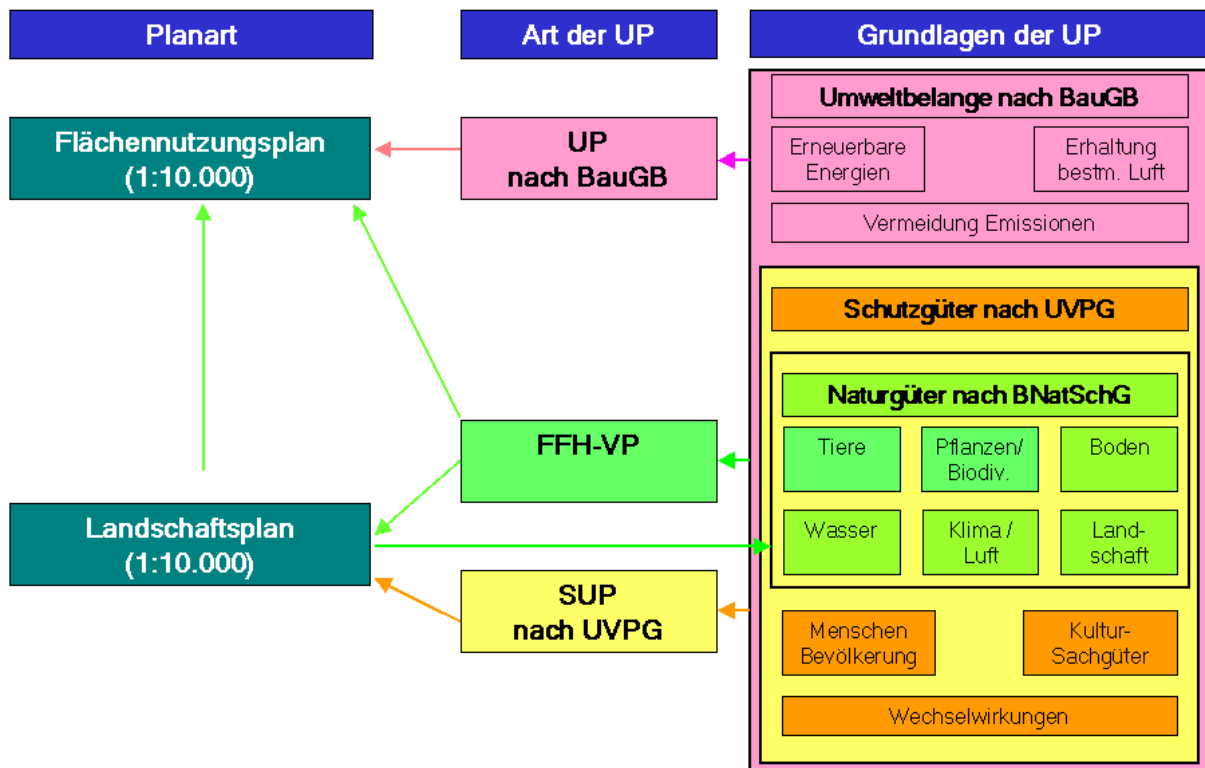 Planart
Art der UP
Grundlagen der UP
Flächennutzungsplan
(1:10.000)
Landschaftsplan
(1:10.000)
UP
nach BauGB
FFH-VP
SUP
nach UVPG
Umweltbelange nach BauGB
Erneuerbare
Energien
Erhaltung
bestm. Luft
Vermeidung Emissionen
Schutzgüter nach UVPG
Naturgüter nach BNatSchG
Tiere
Pflanzen/
Biodiv.
Boden
Wasser
Klima /
Luft
Land-
schaft
Menschen
Bevölkerung
Kultur-
Sachgüter
Wechselwirkungen